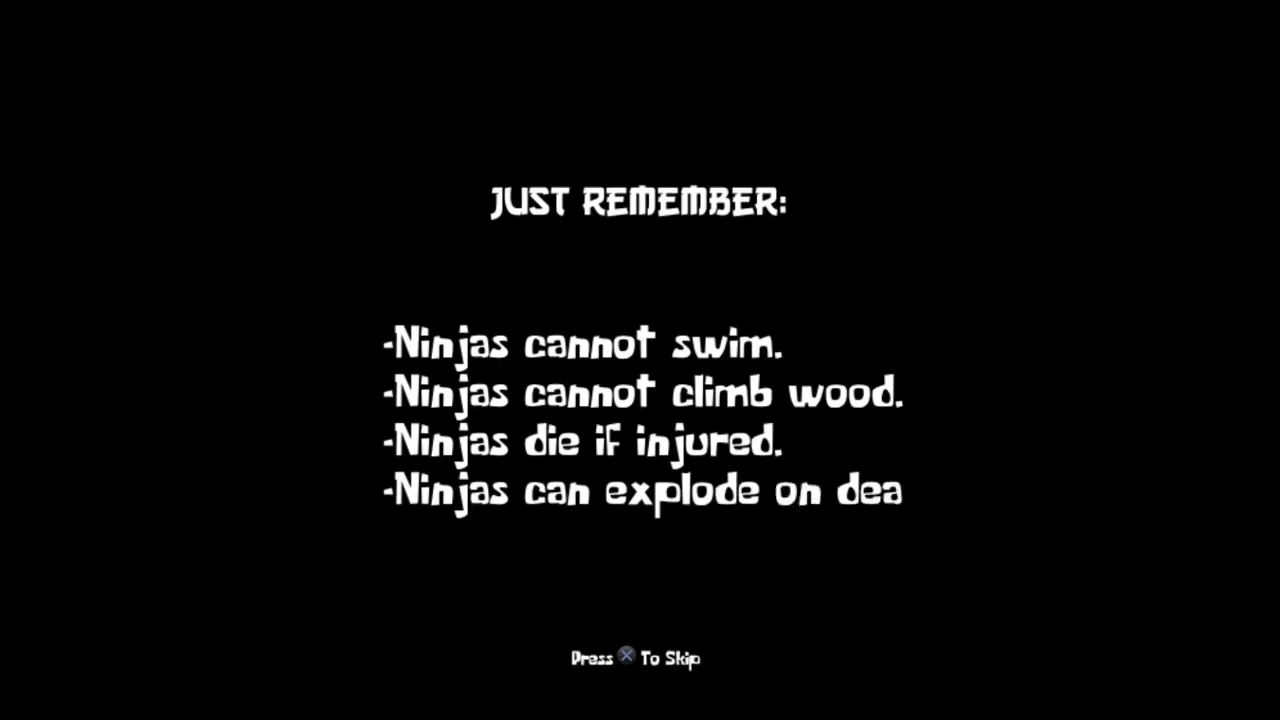 JUST REMEMBER:
-Ninjas cannot swim.
-Ninjas cannot climb wood.
-Ninjas die if injured.
-Ninjas can explode on dea
Press To Skip